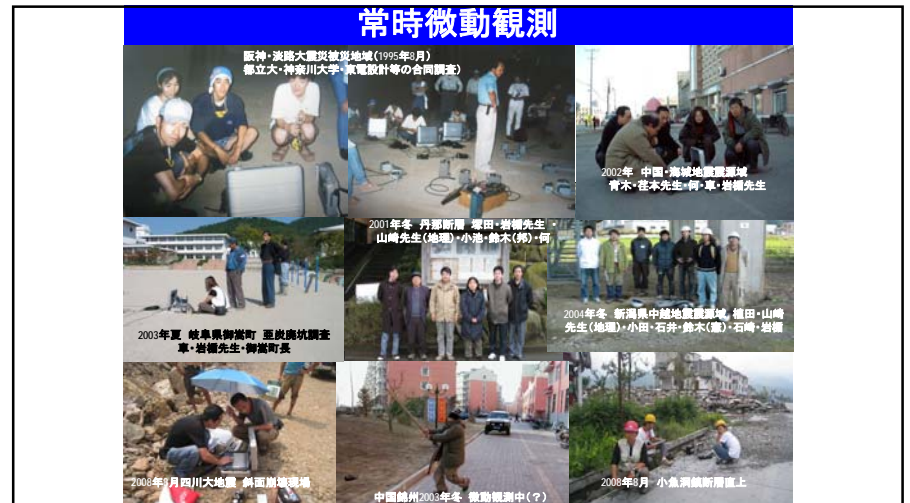 常時微動観測
阪神・淡路大震災被災地域(1995年8月)
都立大・神奈川大学・東電設計等の合同調査)
2002年 中国・海城地震震源域
青木・荏本先生・何・車・岩楯先生
2001年冬 丹那断層 塚田・岩楯先生・
山崎先生(地理)・小池・鈴木(邦)・何
2003年夏 岐阜県御嵩町 亜炭廃坑調査
車・岩楯先生・御嵩町長
2004年冬 新潟県中越地震震源域 植田・山崎
先生(地理)・小田・石井・鈴木(憲)・石崎・岩楯
2008年8月四川大地震 斜面崩壊現場
中国錦州2003年冬 微動観測中(?)
2008年8月 小魚洞鎮断層直上